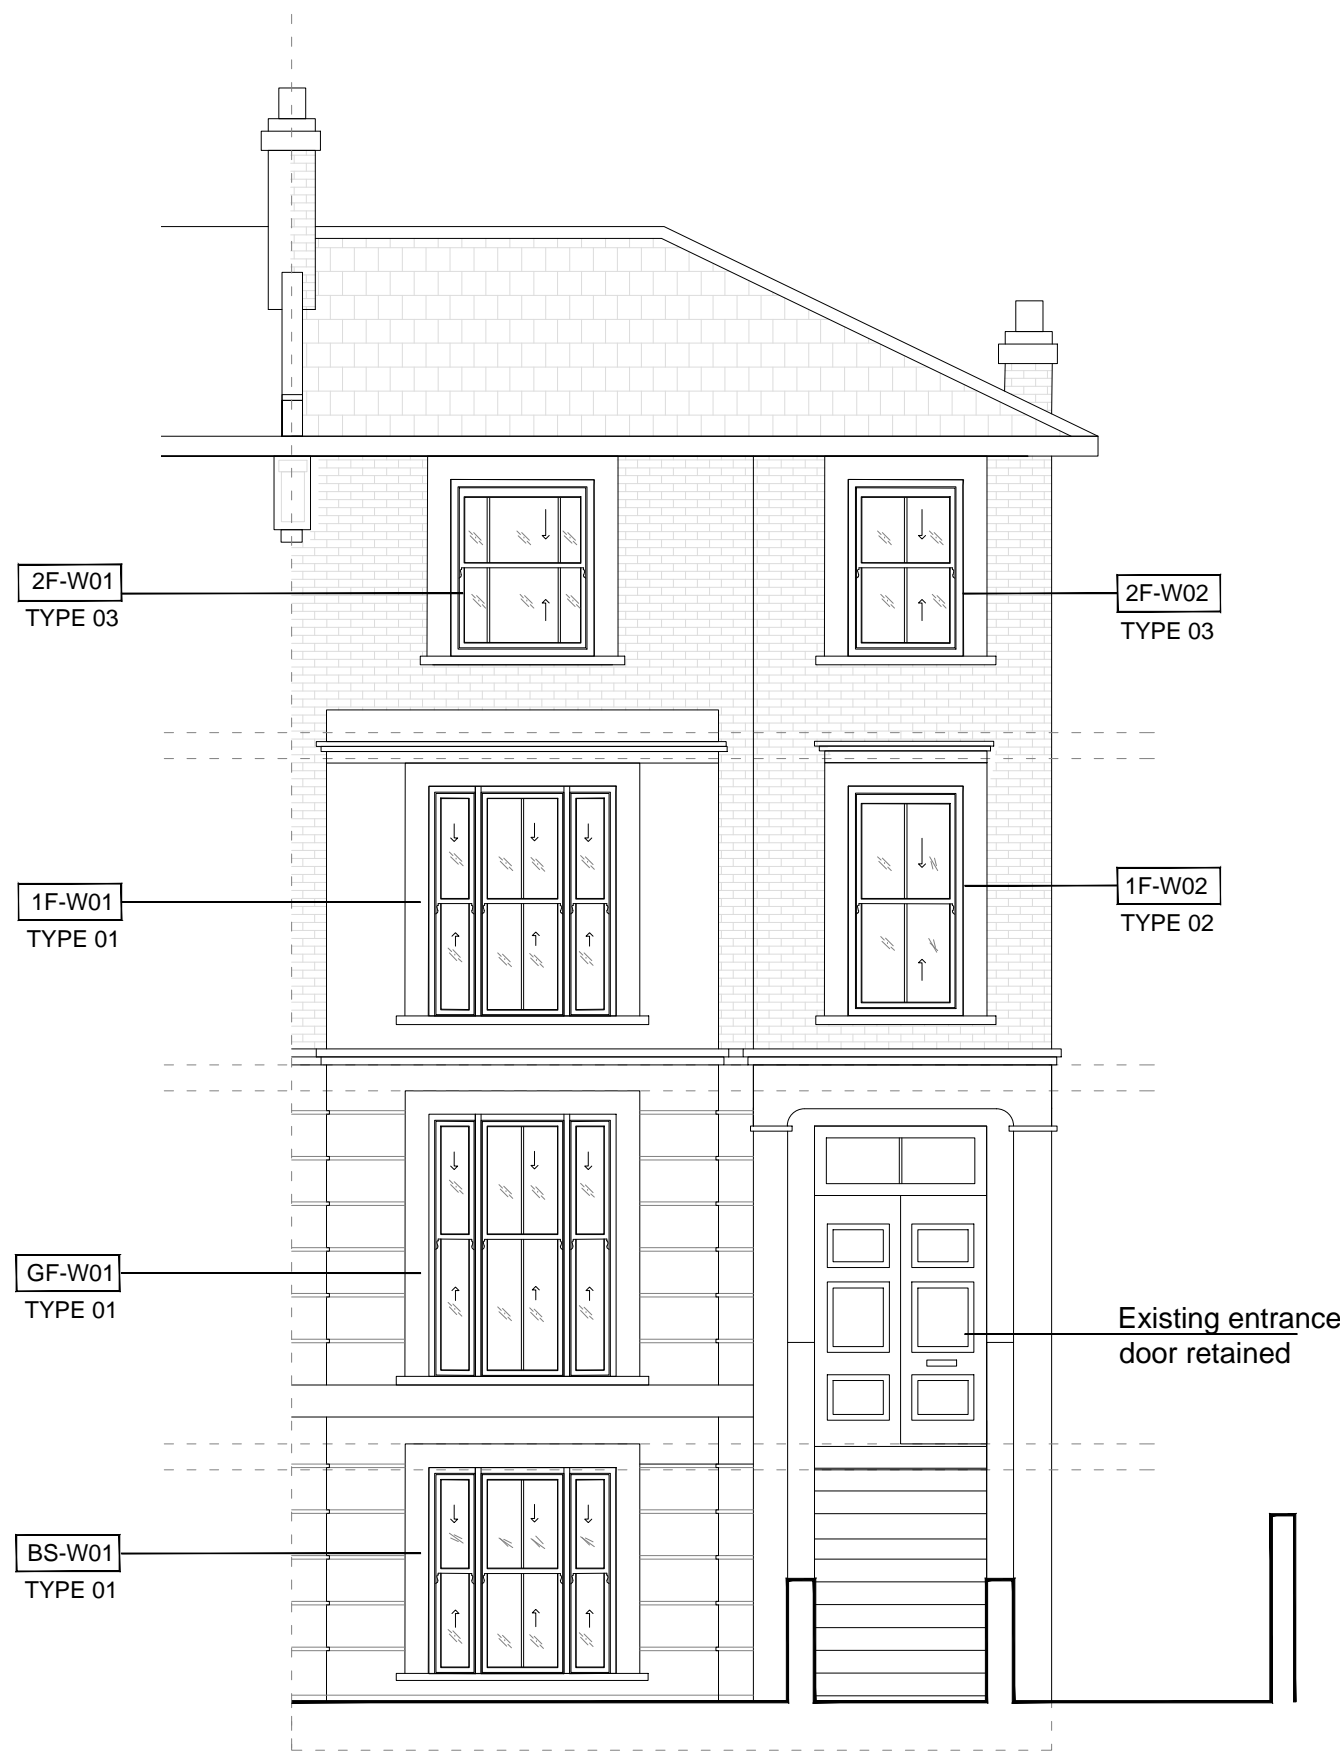 2F-W01
TYPE 03
2F-W02
TYPE 03
1F-W01
TYPE 01
1F-W02
TYPE 02
GF-W01
TYPE 01
Existing entrance
door retained
BS-W01
TYPE 01